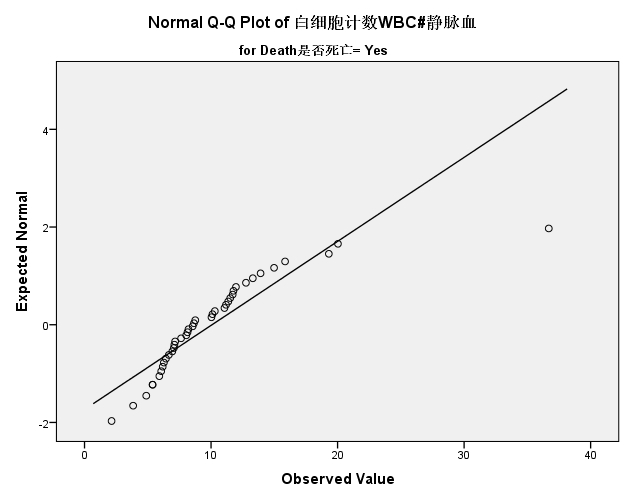 Normal Q-Q Plot of 白细胞计数WBC#静脉血
for Death是否死亡= Yes
Expected Normal
4
2
0
-2
0 10 20 30 40
Observed Value